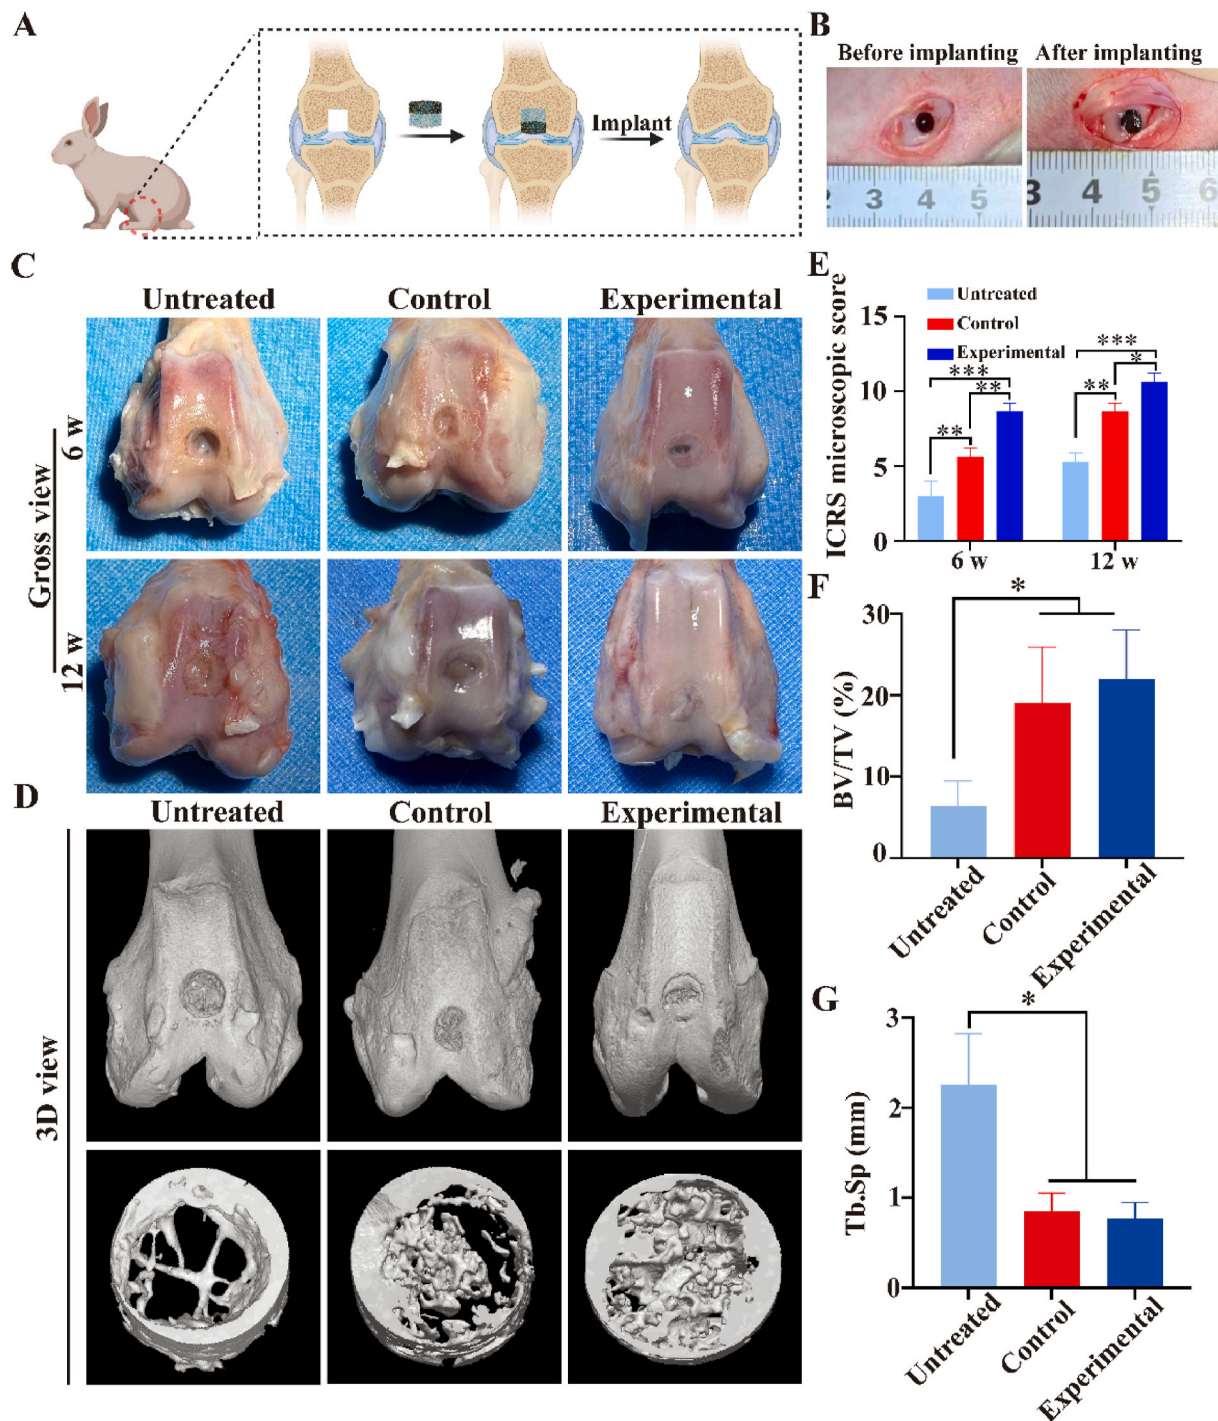 A
Implant
B
Before implanting
After implanting
2 3 4 5
3 4 5 6
C
Untreated Control Experimental
Gross view
6 w
12 w
D
Untreated Control Experimental
3D view
E
ICRS microscopic score
Untreated
Control
Experimental
15
10
5
0
***
**
**
***
*
**
6 w 12 w
F
BV/TV (%)
30
20
10
0
*
Untreated
Control
Experimental
G
Tb.Sp (mm)
3
2
1
0
*
Untreated
Control
Experimental